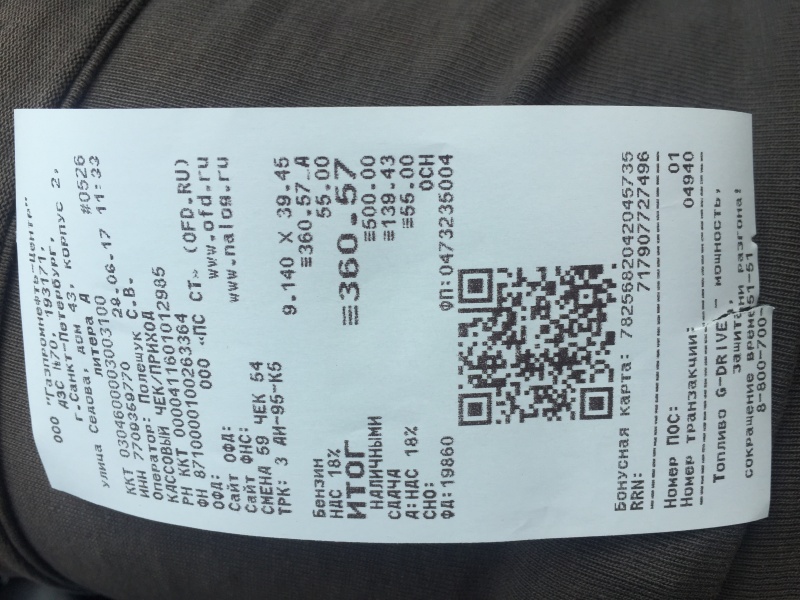 ООО "Газпромнефть-Центр"
АЗС №70, 193171,
Г.Санкт-Петербург,
улица Седова, дом 43, корпус 2,
литера А #0526
ККТ 0304600003003100 28-06-17 11:33
ИНН 7709359770
Оператор: Полещук С.В.
КАССОВЫЙ ЧЕК/ПРИХОД
РН ККТ 0000411601012985
ФН 8710000100263364
ОФД: ООО «ПС СТ» (OFD.RU)
Сайт ОФД: www.ofd.ru
Сайт ФНС: www.nalog.ru
СМЕНА 59 ЧЕК 54
ТРК: 3 АИ-95-К5
9.140 X 39.45
Бензин ≡360.57_А
НДС 18% 55.00
ИТОГ ≡360.57
НАЛИЧНЫМИ ≡500.00
СДАЧА ≡139.43
А:НДС 18% ≡55.00
СНО: ОСН
ФД:19860 ФП:0473235004
Бонусная карта: 7825682042045735
RRN: 717907727496
Номер ПОС: 01
Номер транзакции: 04940
Топливо G-DRIVE - мощность,
защита и
разгона!
сокращение
8-800-700-
51-51